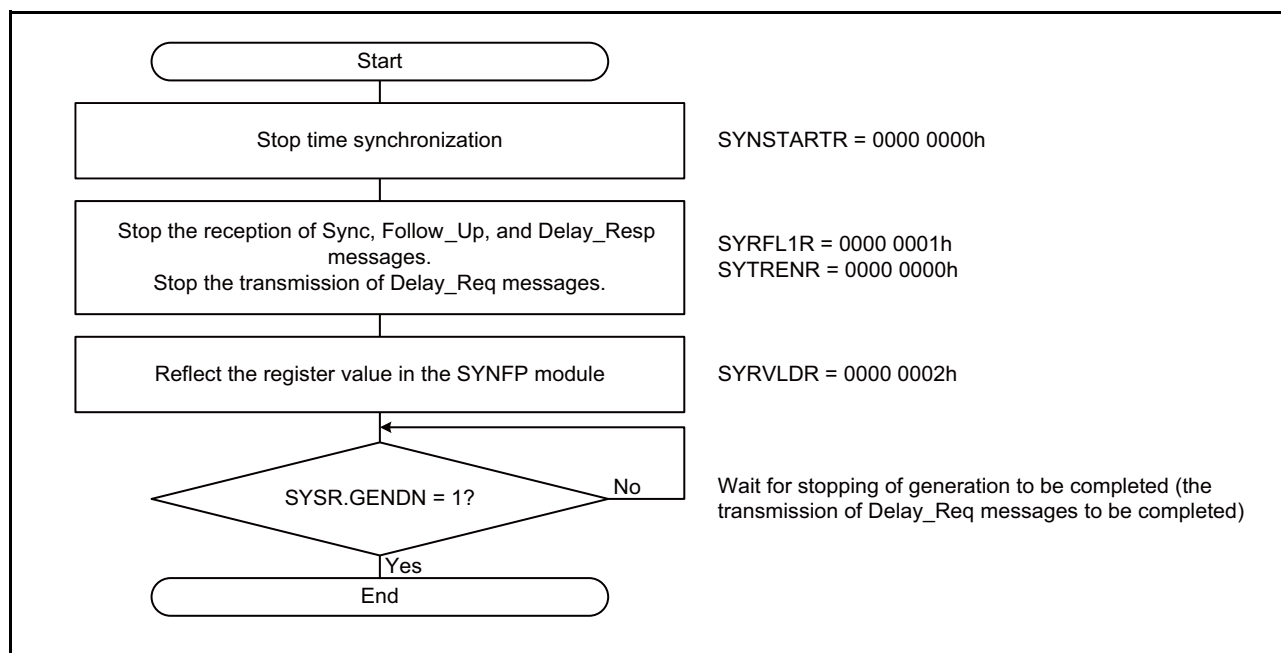 Start
Stop time synchronization
SYNSTARTR = 0000 0000h
Stop the reception of Sync, Follow_Up, and Delay_Resp
messages.
Stop the transmission of Delay_Req messages.
SYRFL1R = 0000 0001h
SYTRENR = 0000 0000h
Reflect the register value in the SYNFP module
SYRVLDR = 0000 0002h
SYSR.GENDN = 1?
No
Wait for stopping of generation to be completed (the
transmission of Delay_Req messages to be completed)
Yes
End